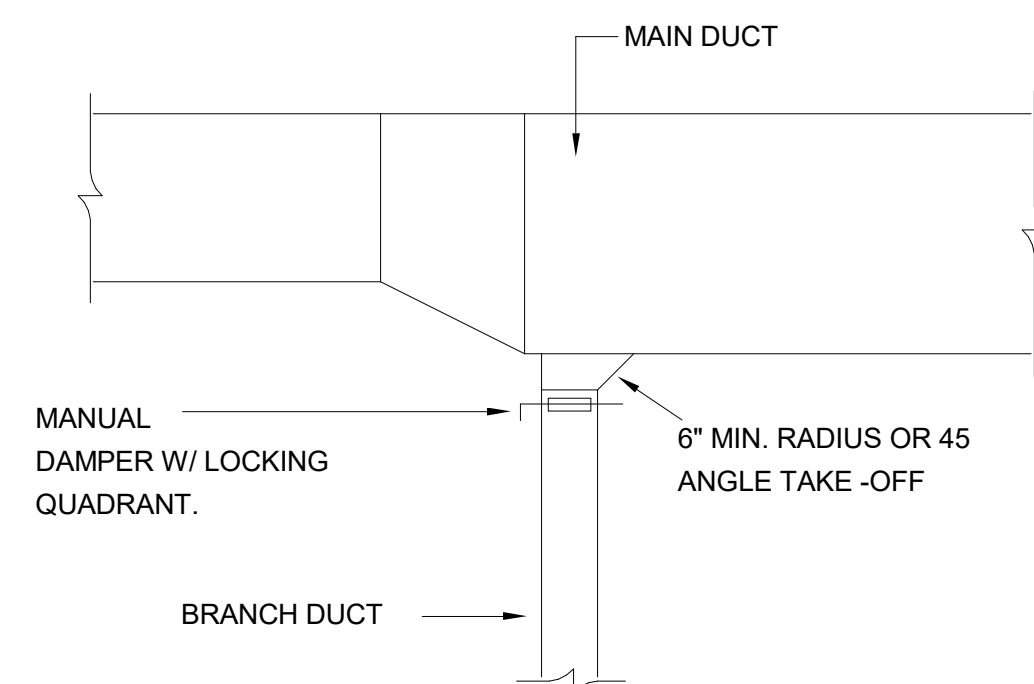 MAIN DUCT
MANUAL
DAMPER W/ LOCKING
QUADRANT.
6" MIN. RADIUS OR 45
ANGLE TAKE -OFF
BRANCH DUCT